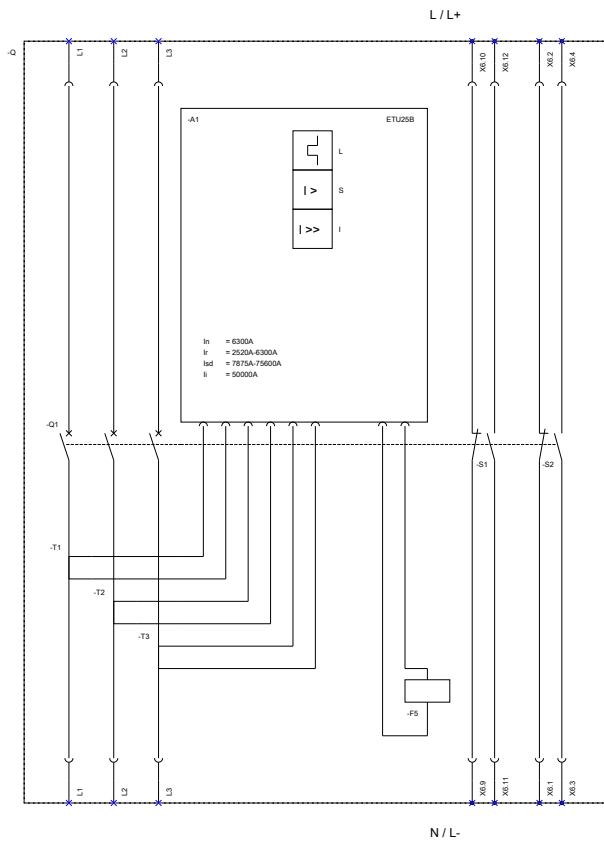 L / L+
-Q
L1
L2
L3
X6.10
X6.12
X6.2
X6.4
-A1
ETU25B
L
I >
S
I >>
I
In = 6300A
Ir = 2520A-6300A
Isd = 7875A-75600A
Ii = 50000A
-Q1
-S1
-S2
-T1
-T2
-T3
-F5
L1
L2
L3
X6.9
X6.11
X6.1
X6.3
N / L-